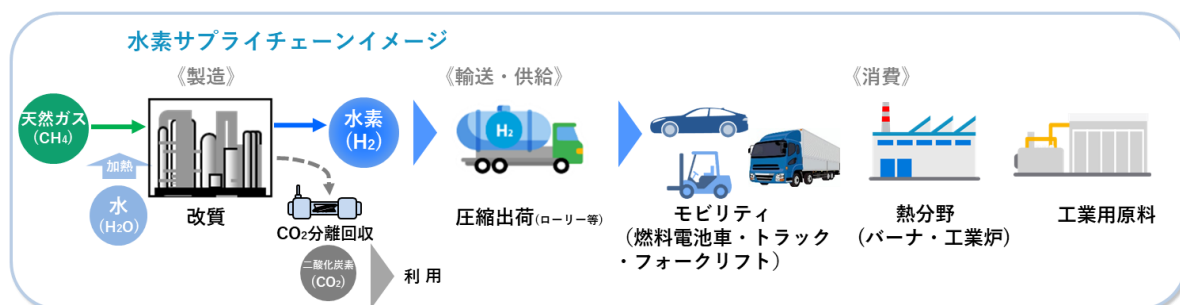 水素サプライチェーンイメージ
《製造》
《輸送・供給》
《消費》
天然ガス
(CH₄)
加熱
水
(H₂O)
改質
水素
(H₂)
CO₂分離回収
二酸化炭素
(CO₂)
利 用
H₂
圧縮出荷(ローリー等)
モビリティ
(燃料電池車・トラック
・フォークリフト)
熱分野
(バーナ・工業炉)
工業用原料